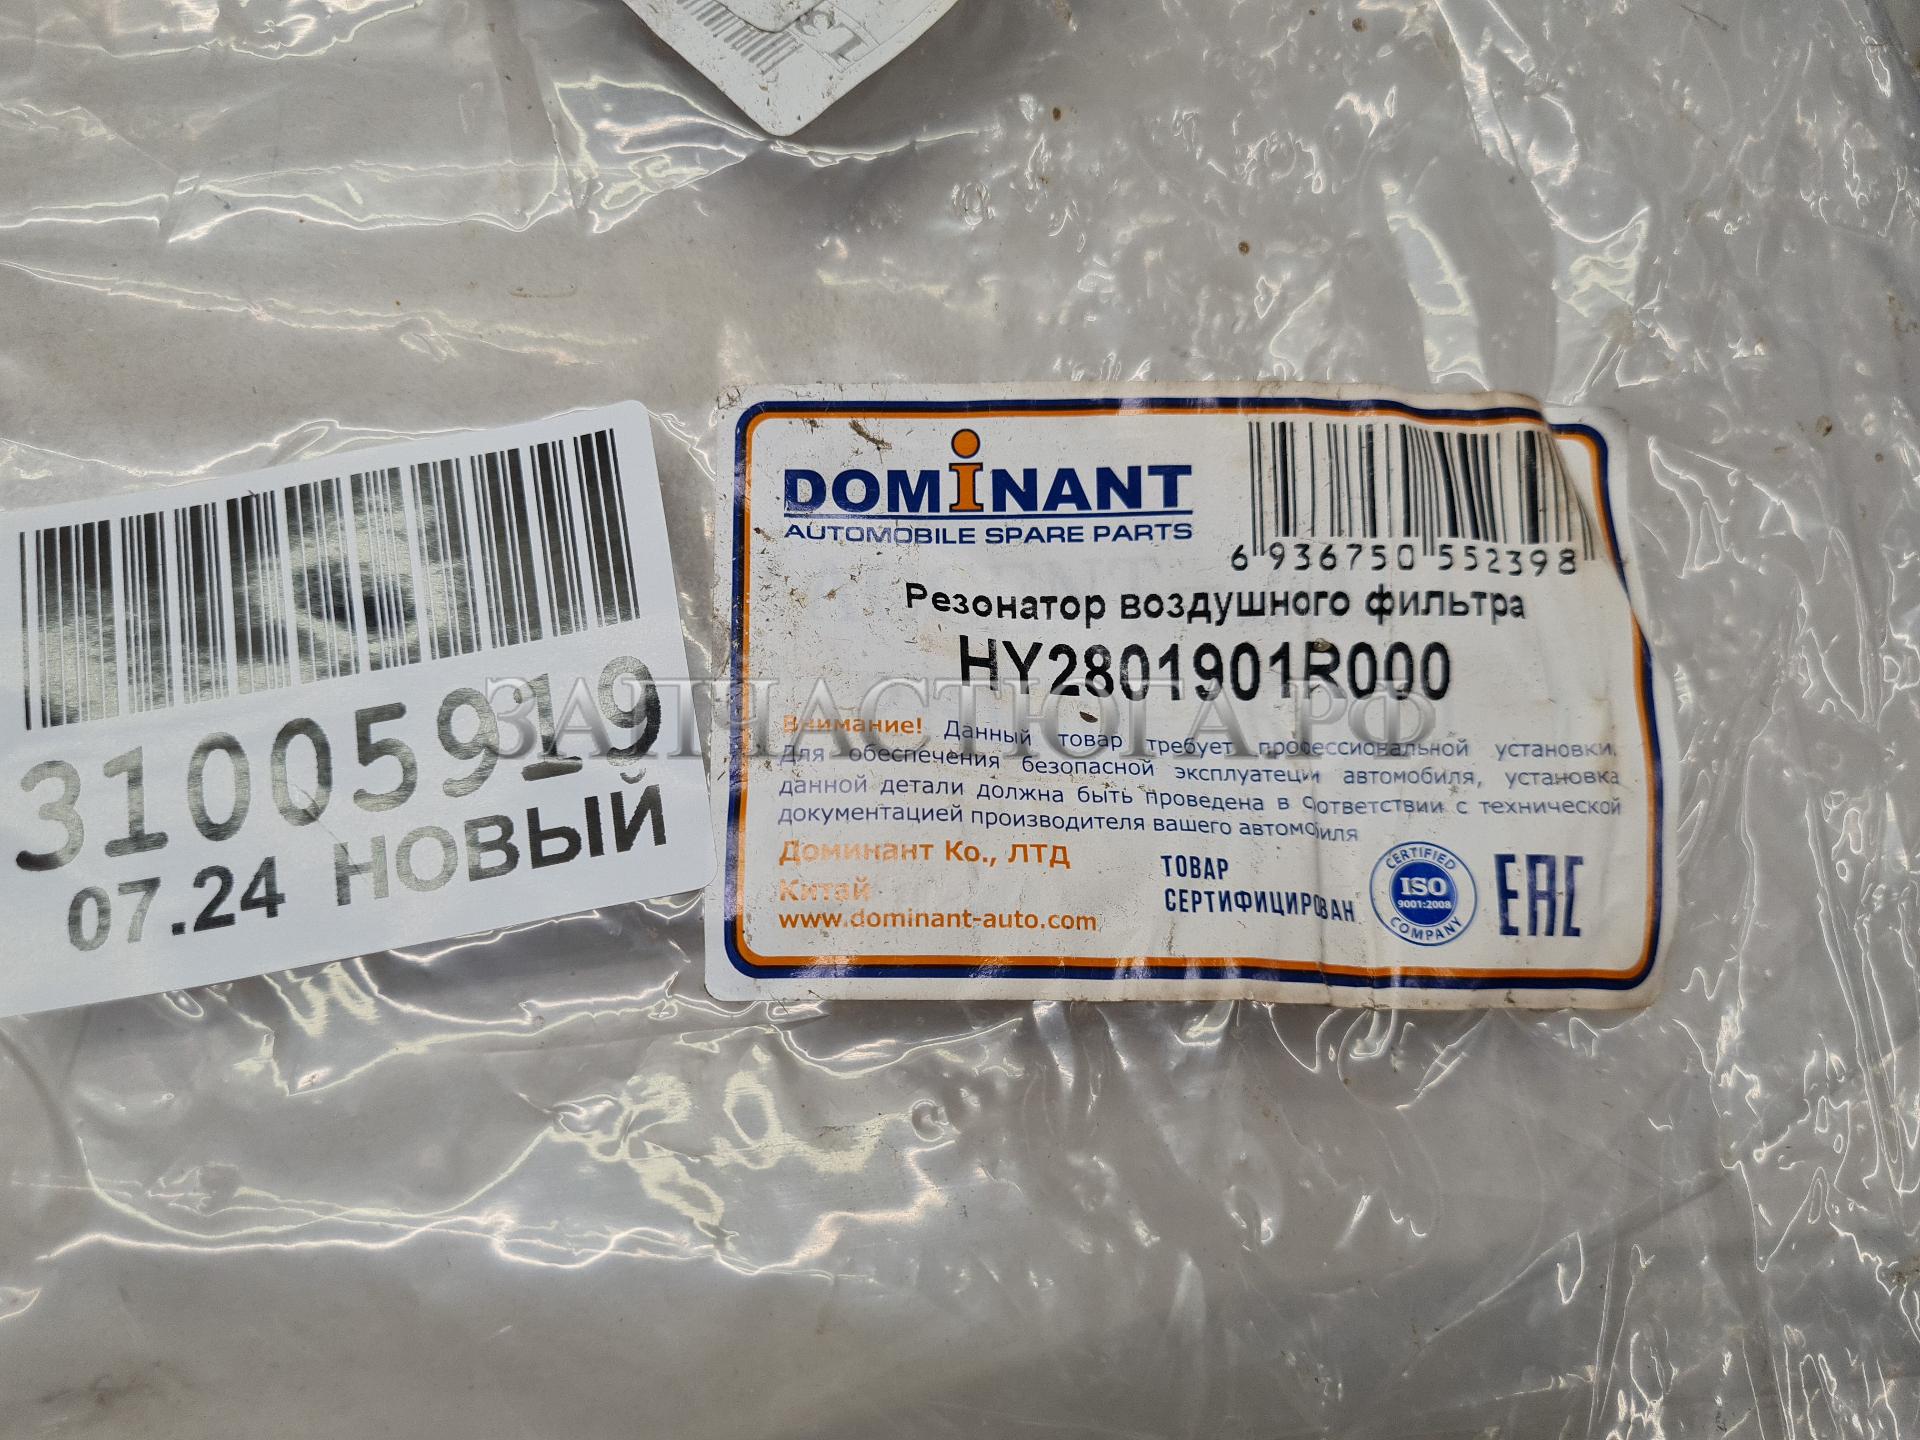 31005919
07.24 НОВЫЙ
DOMiNANT
AUTOMOBILE SPARE PARTS
6 936750 552398
Резонатор воздушного фильтра
HY2801901R000
ЗАПЧАСТЮГА.РФ
Внимание! Данный товар требует профессиональной установки.
Для обеспечения безопасной эксплуатеции автомобиля, установка
данной детали должна быть проведена в соответствии с технической
документацией производителя вашего автомобиля
Доминант Ко., ЛТД
Китай
www.dominant-auto.com
ТОВАР
СЕРТИФИЦИРОВАН
CERTIFIED
ISO
9001:2008
COMPANY
EAC